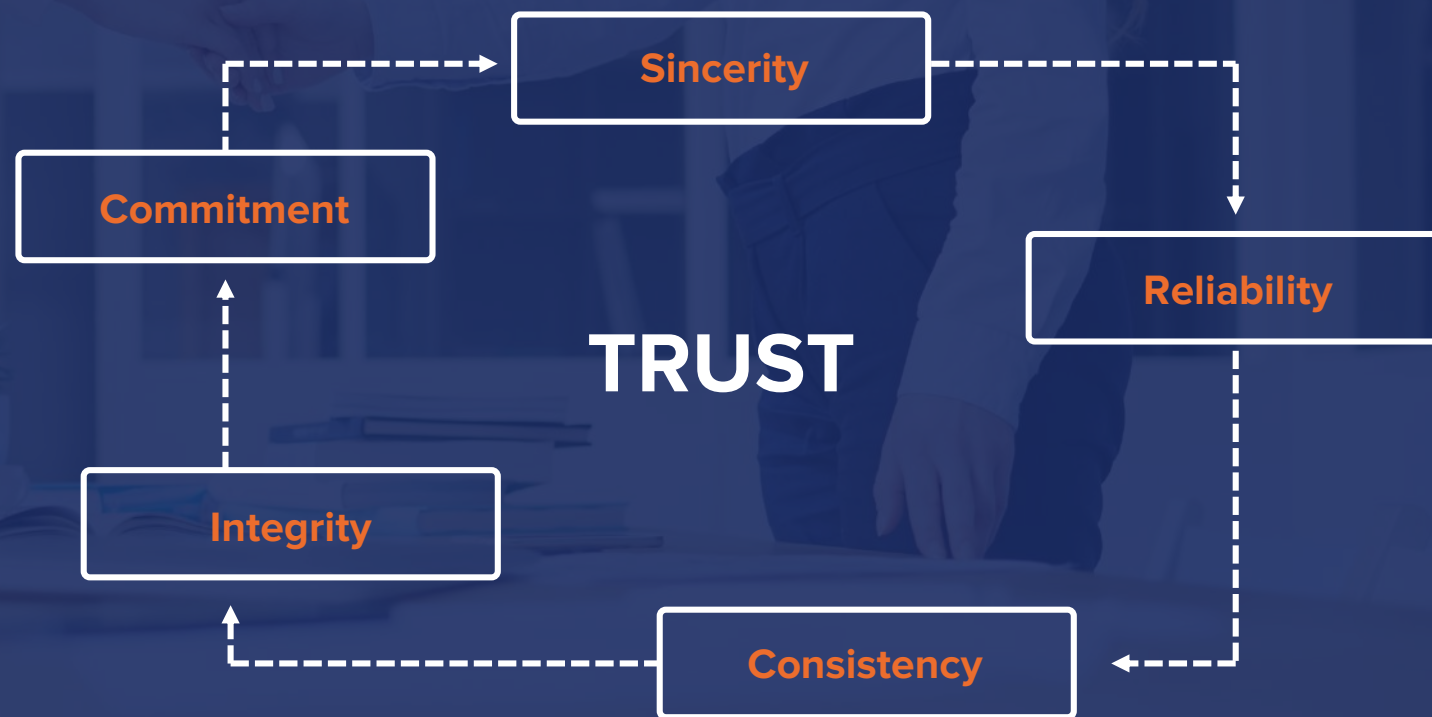 Sincerity
Commitment
Reliability
TRUST
Integrity
Consistency